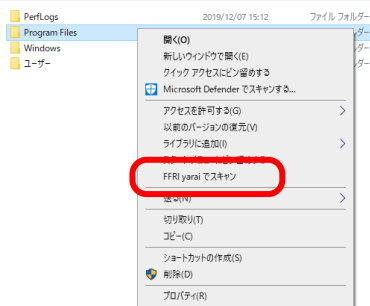 PerfLogs 2019/12/07 15:12 ファイル フォルダー
Program Files
Windows
ユーザー
開く(O)
新しいウィンドウで開く(E)
クイック アクセスにピン留めする
Microsoft Defender でスキャンする...
アクセスを許可する(G)
以前のバージョンの復元(V)
ライブラリに追加(I)
FFRI yarai でスキャン
送る(N)
切り取り(T)
コピー(C)
ショートカットの作成(S)
削除(D)
プロパティ(R)